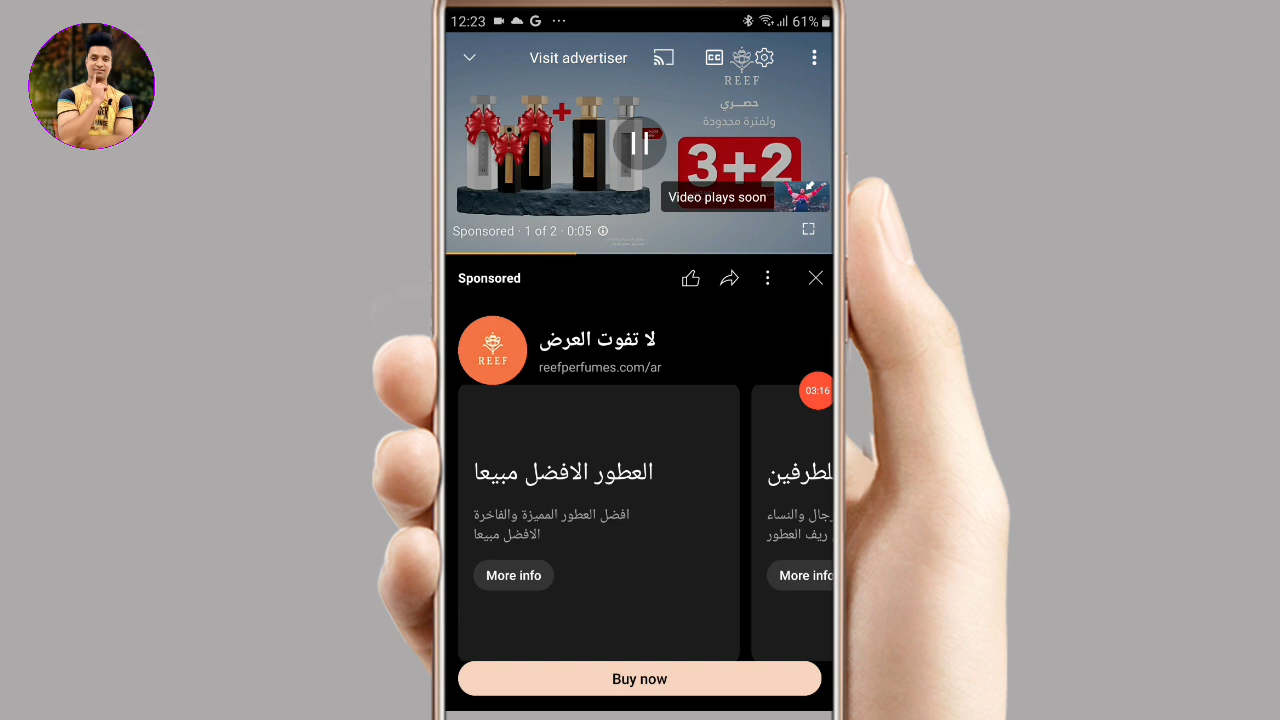 12:23
61%
Visit advertiser
CC
REEF
حصري
ولفترة محدودة
3+2
Video plays soon
Sponsored · 1 of 2 · 0:05
Sponsored
REEF
لا تفوت العرض
reefperfumes.com/ar
03:16
العطور الافضل مبيعا
افضل العطور المميزة والفاخرة
الافضل مبيعا
More info
لطرفين
رجال والنساء
ريف العطور
More info
Buy now